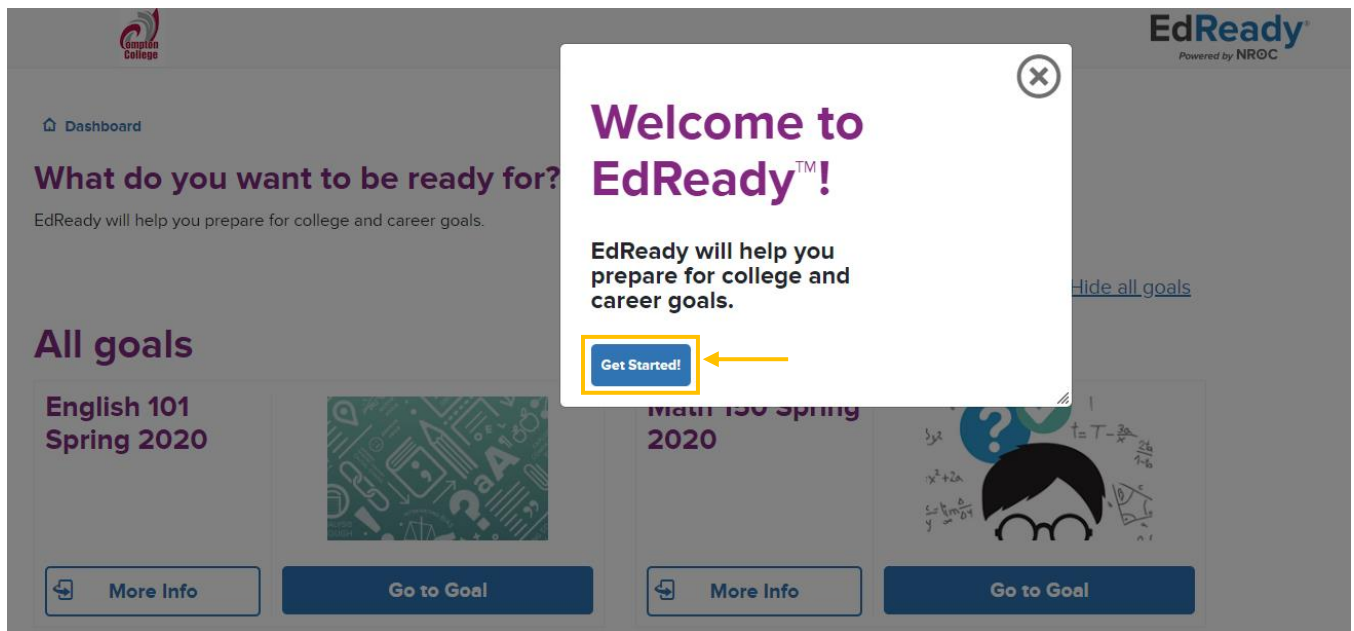 Compton
College
EdReady
Powered by NROC
Dashboard
What do you want to be ready for?
EdReady will help you prepare for college and career goals.
Welcome to
EdReady™!
EdReady will help you
prepare for college and
career goals.
Get Started!
Hide all goals
All goals
English 101
Spring 2020
More Info
Go to Goal
Math 150 Spring
2020
More Info
Go to Goal